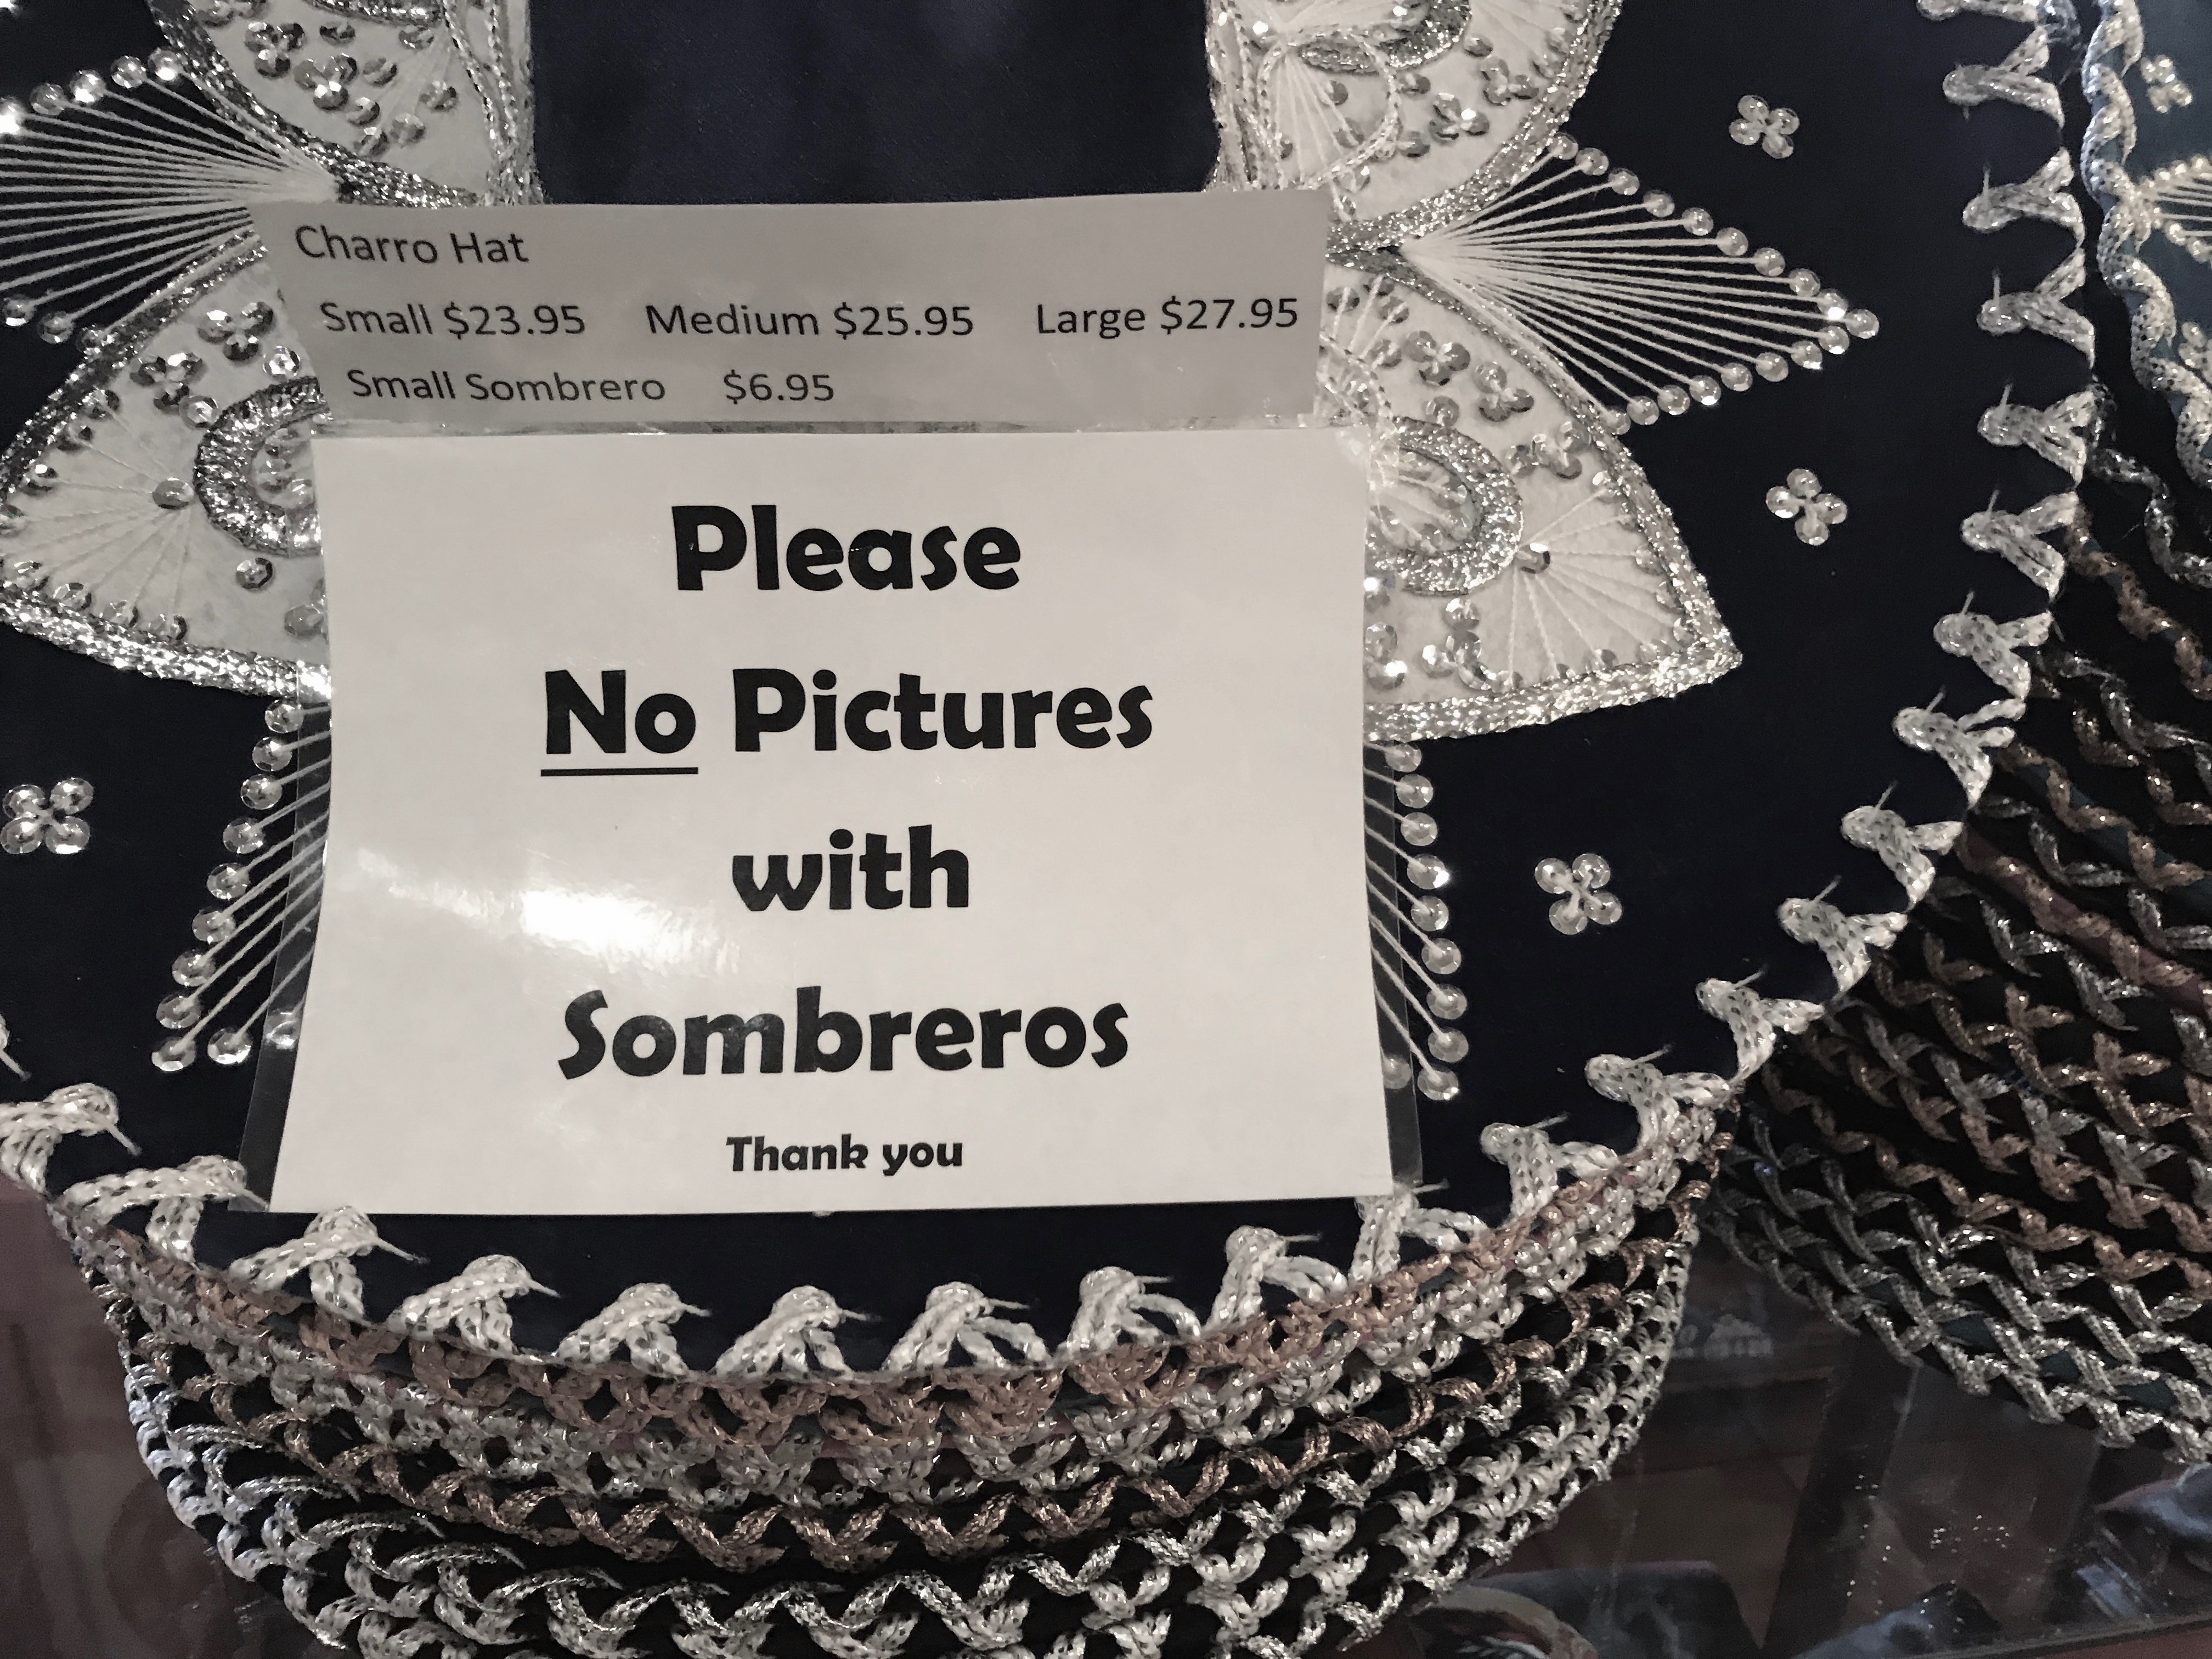 Charro Hat
Small $23.95 Medium $25.95 Large $27.95
Small Sombrero $6.95
Please
No Pictures
with
Sombreros
Thank you